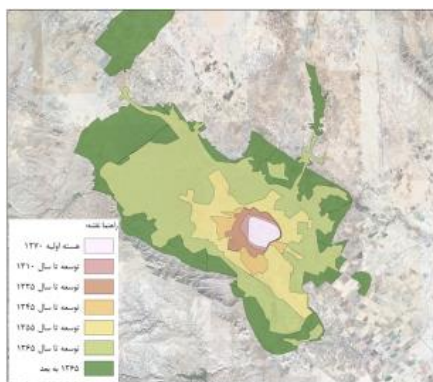 راهنما نقشه:
هسته اولیه ۱۲۷۰
توسعه تا سال ۱۳۱۰
توسعه تا سال ۱۳۳۵
توسعه تا سال ۱۳۴۵
توسعه تا سال ۱۳۵۵
توسعه تا سال ۱۳۶۵
۱۳۶۵ به بعد